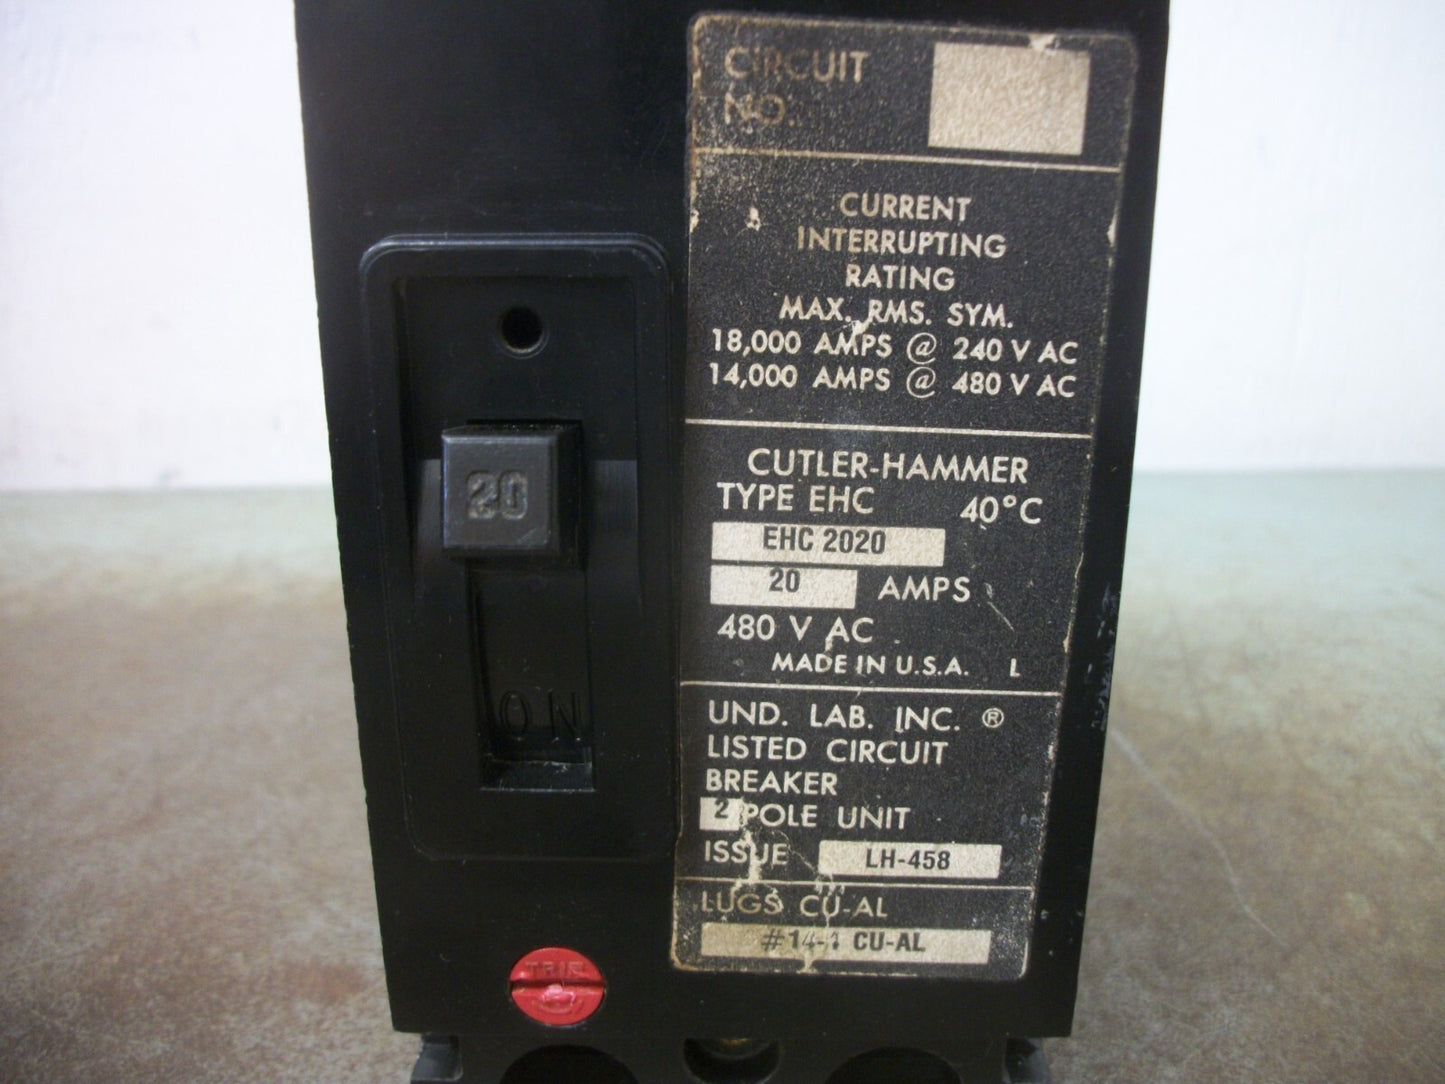 CIRCUIT
NO.
CURRENT
INTERRUPTING
RATING
MAX. RMS. SYM.
18,000 AMPS @ 240 V AC
14,000 AMPS @ 480 V AC
CUTLER-HAMMER
TYPE EHC 40°C
EHC 2020
20 AMPS
480 V AC
MADE IN U.S.A. L
UND. LAB. INC. ®
LISTED CIRCUIT
BREAKER
2 POLE UNIT
ISSUE LH-458
LUGS CU-AL
#14-1 CU-AL
20
ON
TRIP